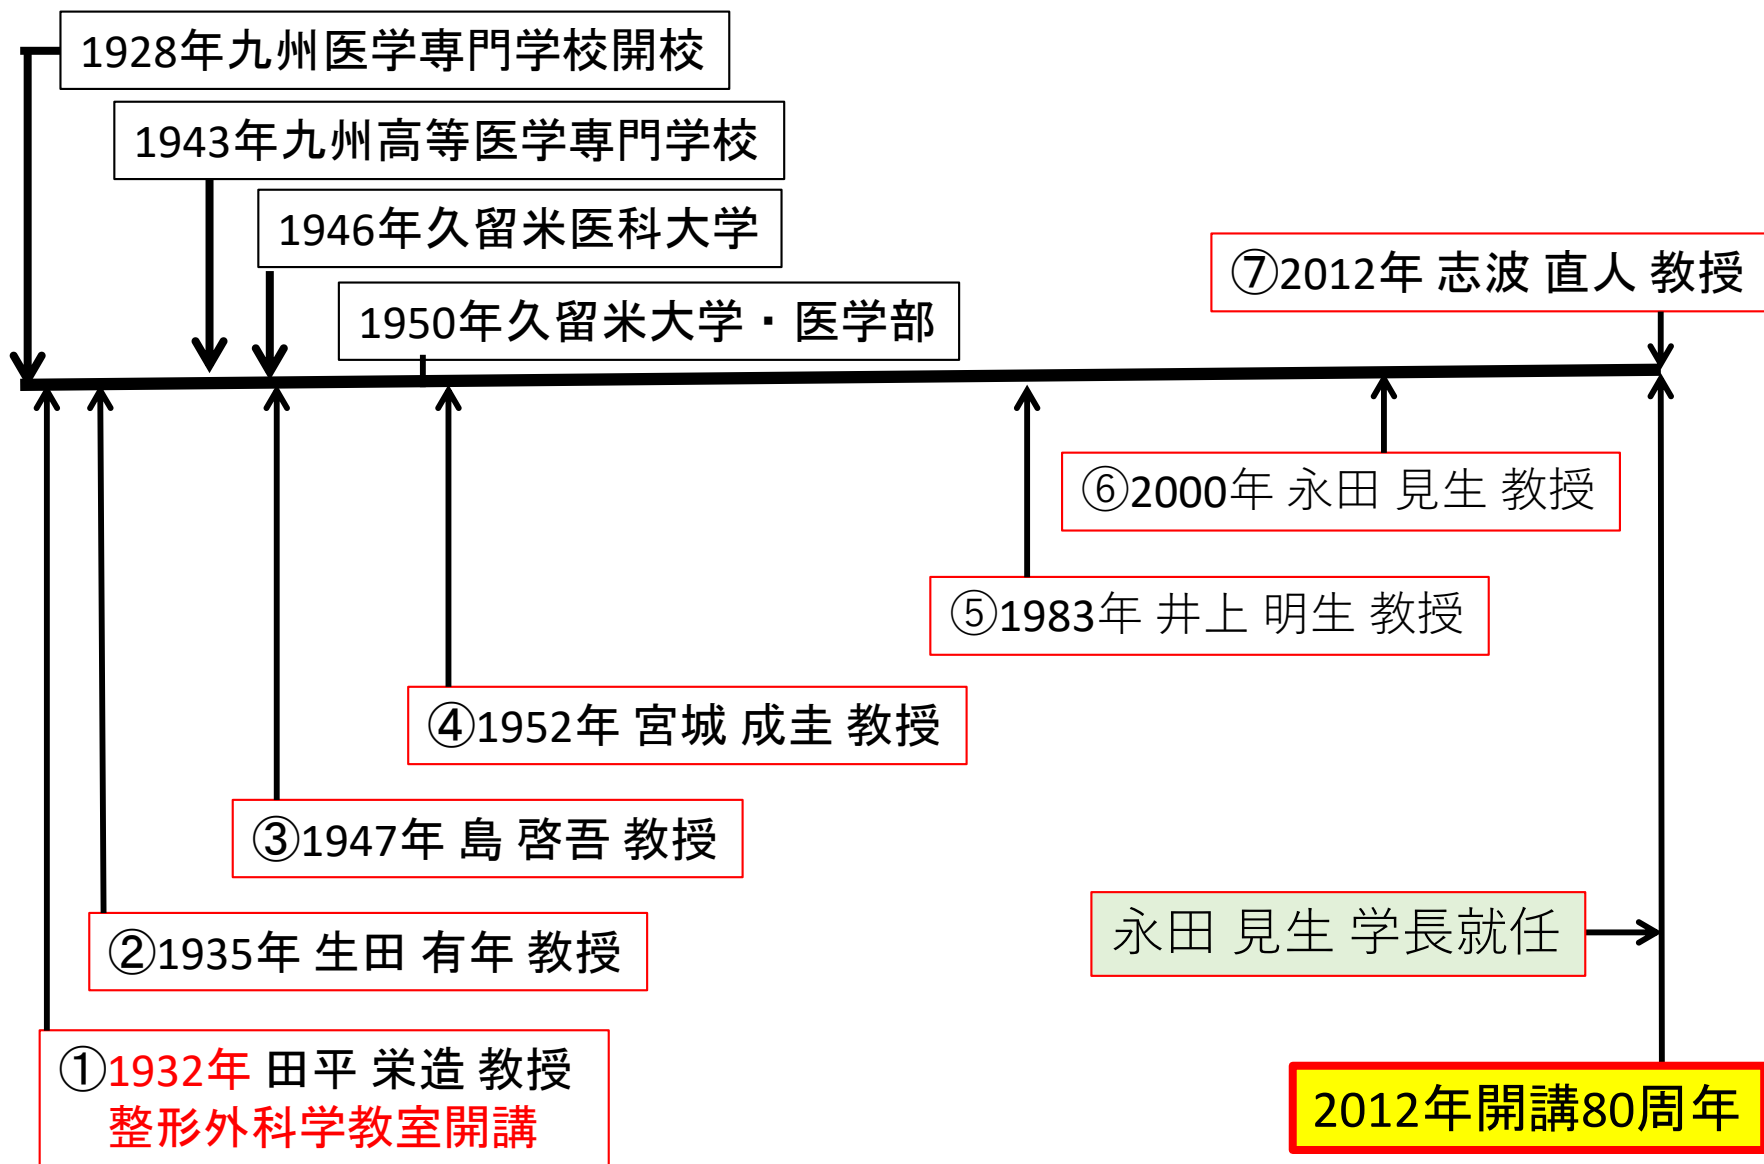 1928年九州医学専門学校開校
1943年九州高等医学専門学校
1946年久留米医科大学
1950年久留米大学・医学部
⑦2012年 志波 直人 教授
⑥2000年 永田 見生 教授
⑤1983年 井上 明生 教授
④1952年 宮城 成圭 教授
③1947年 島 啓吾 教授
②1935年 生田 有年 教授
永田 見生 学長就任
①1932年 田平 栄造 教授
整形外科学教室開講
2012年開講80周年